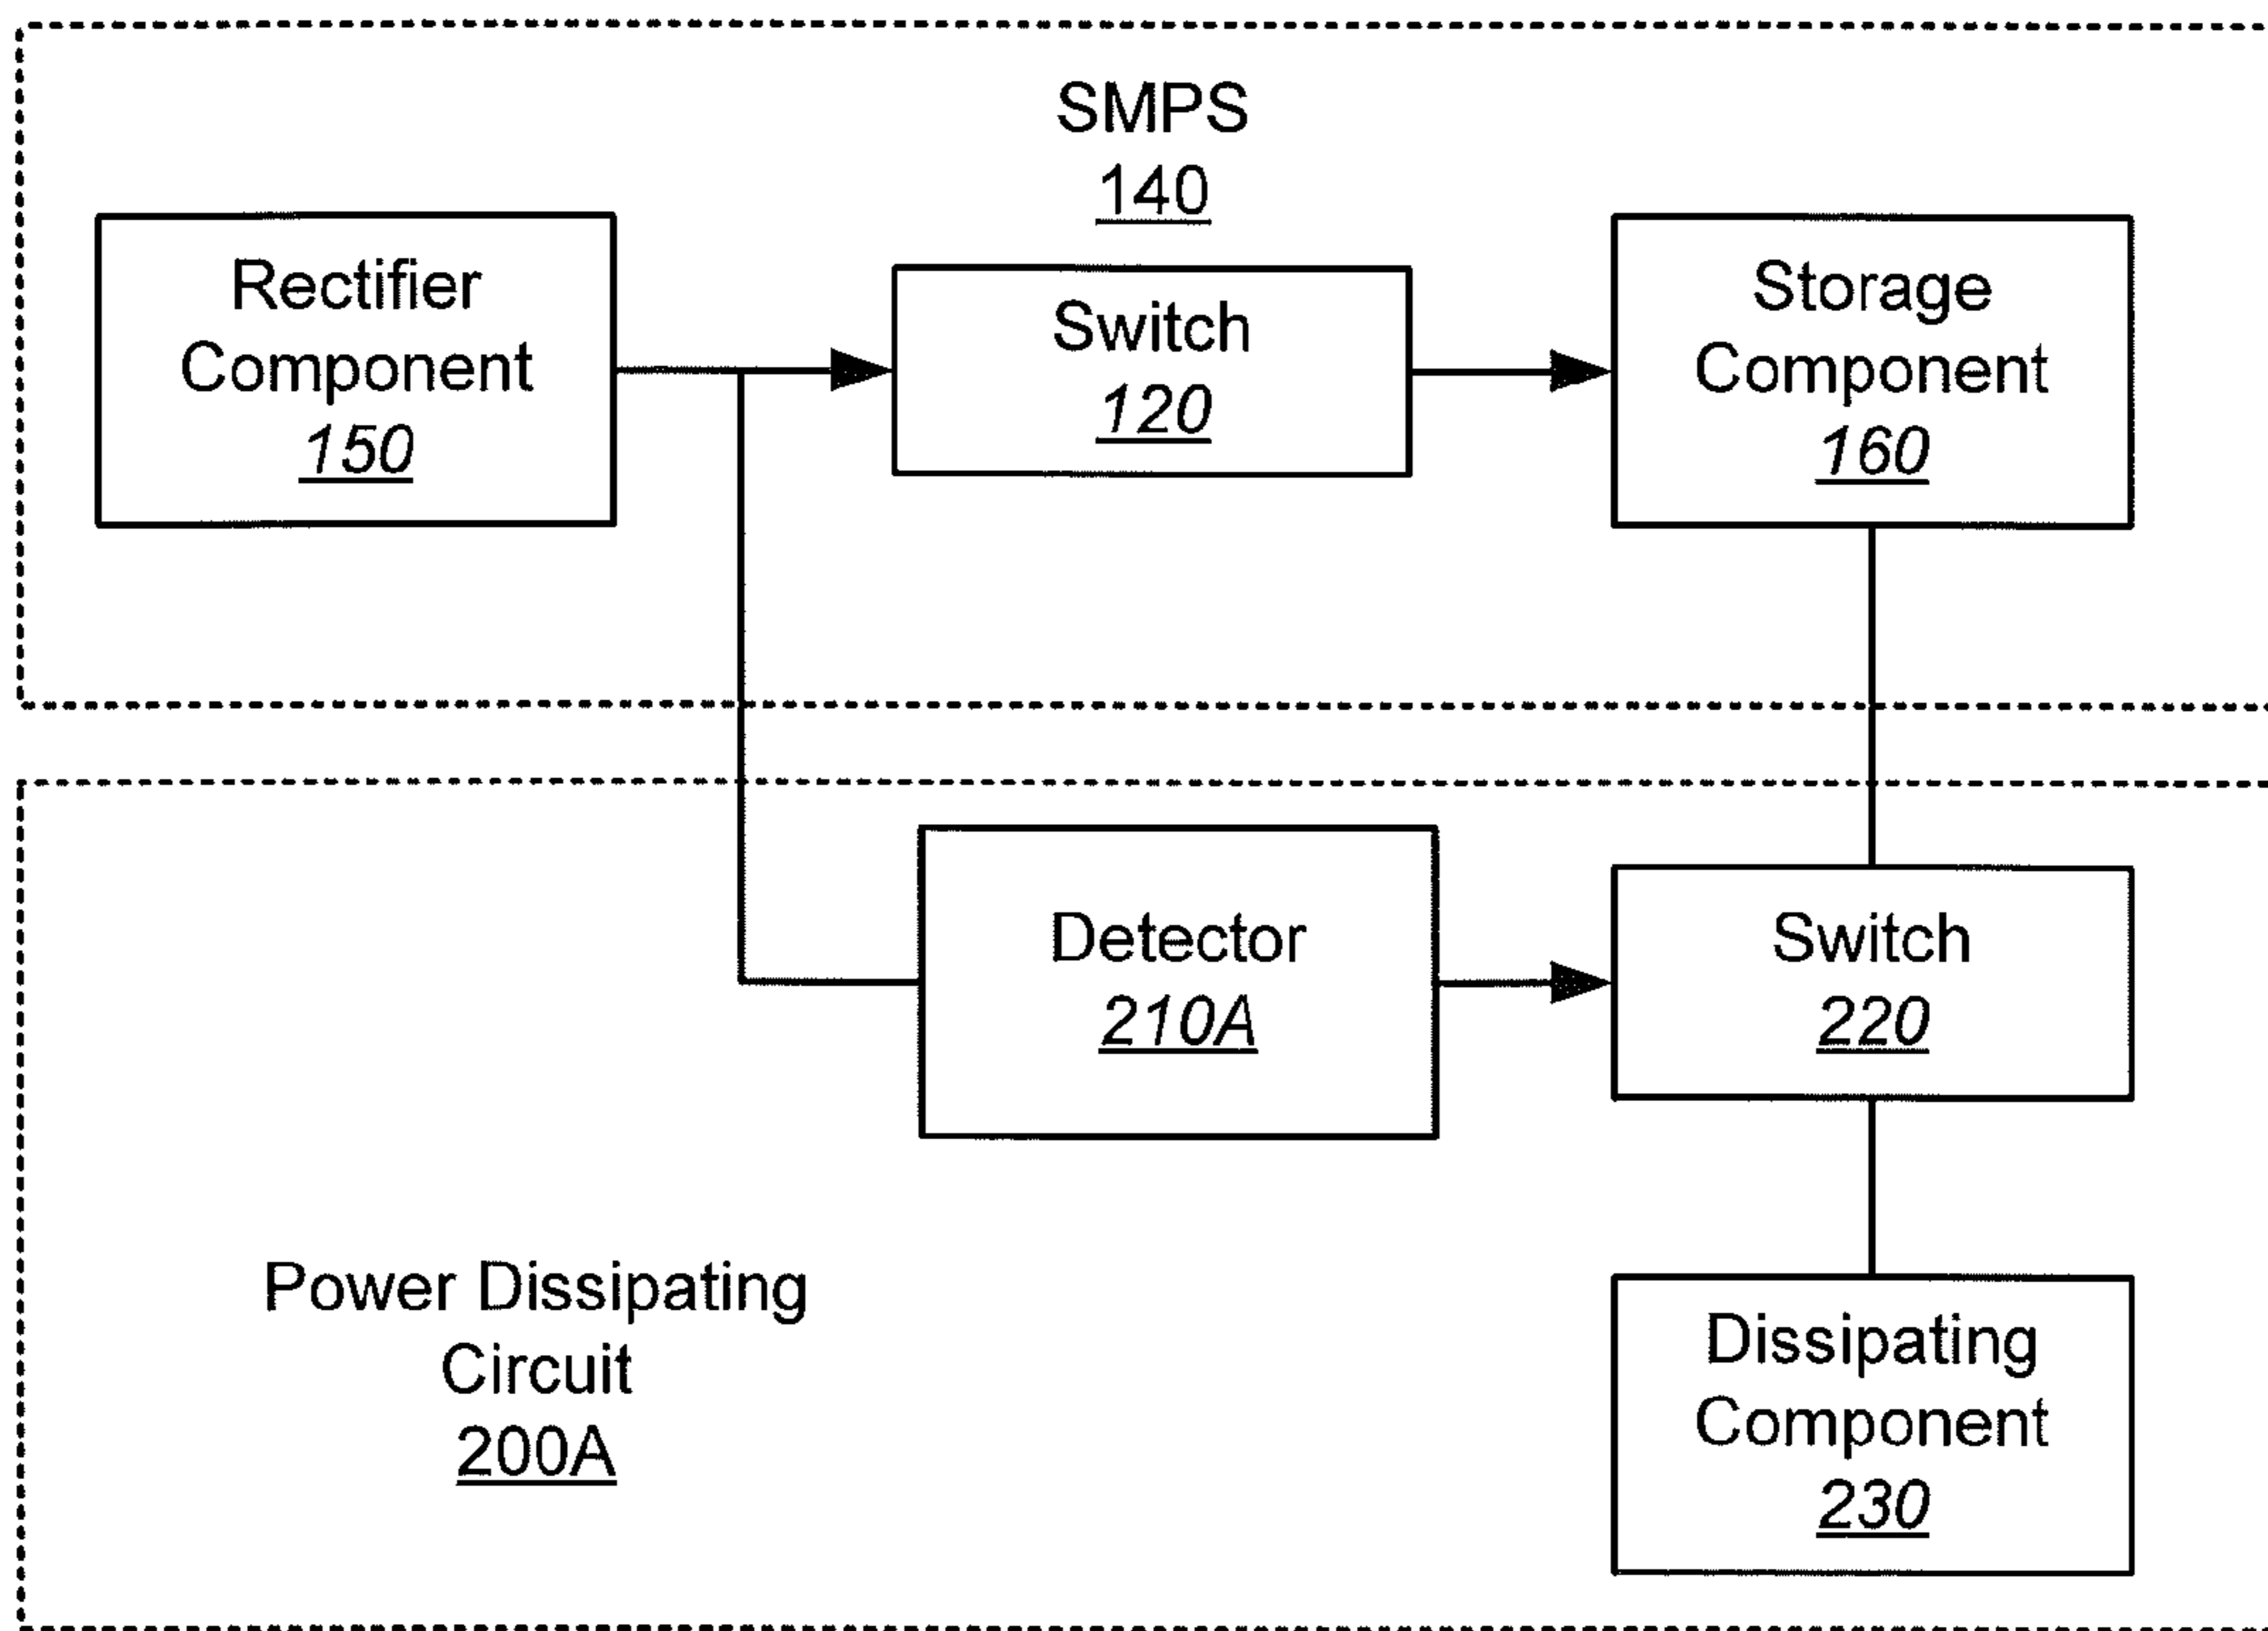 SMPS
140
Rectifier
Component
150
Switch
120
Storage
Component
160
Detector
210A
Switch
220
Power Dissipating
Circuit
200A
Dissipating
Component
230